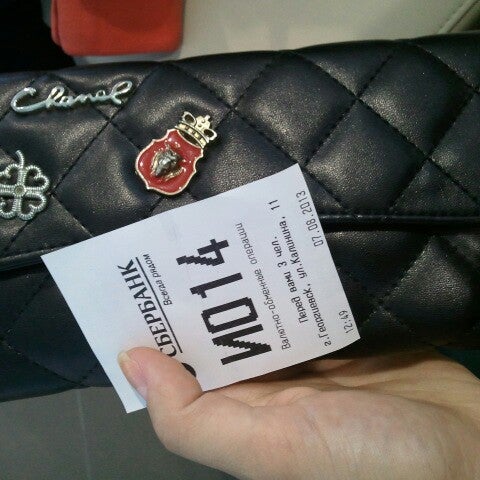 Chanel
СБЕРБАНК
Всегда рядом
И014
Валютно-обменные операции
Перед вами 3 чел.
г.Георгиевск, ул.Калинина, 11
12:49 07.08.2013